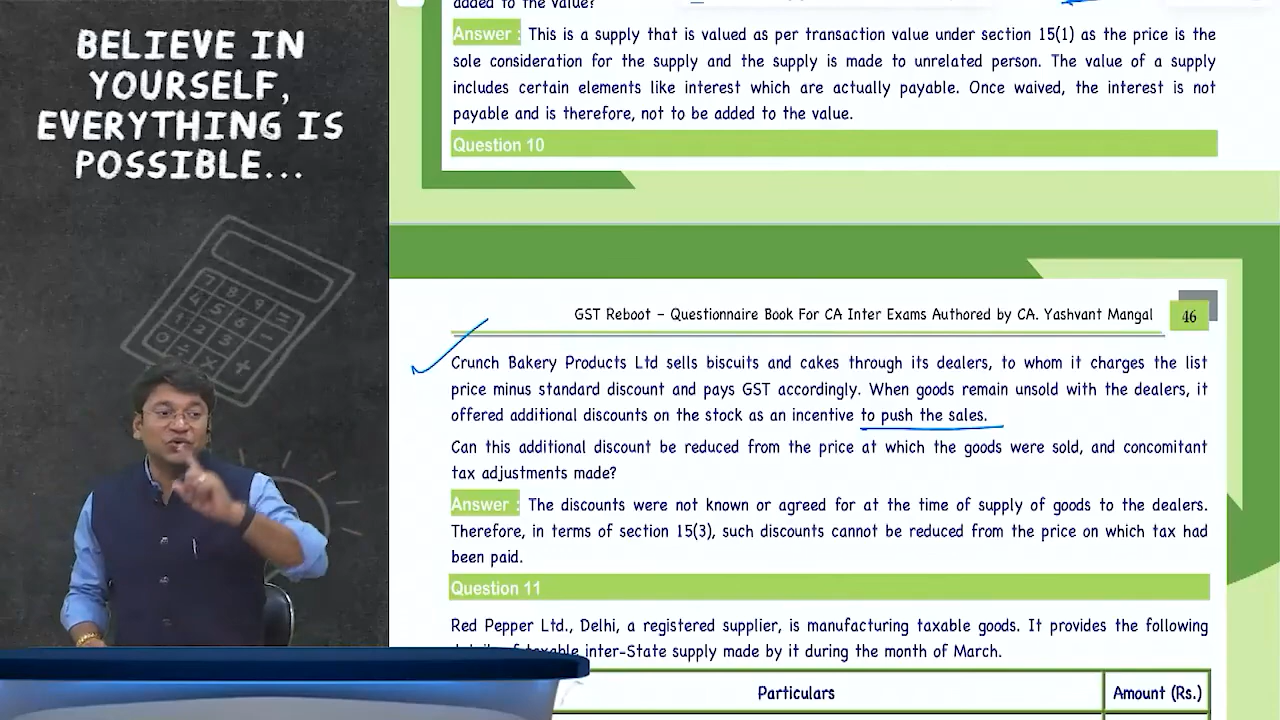 BELIEVE IN
YOURSELF,
EVERYTHING IS
POSSIBLE...
added to the value?
Answer : This is a supply that is valued as per transaction value under section 15(1) as the price is the
sole consideration for the supply and the supply is made to unrelated person. The value of a supply
includes certain elements like interest which are actually payable. Once waived, the interest is not
payable and is therefore, not to be added to the value.
Question 10
GST Reboot – Questionnaire Book For CA Inter Exams Authored by CA. Yashvant Mangal 46
Crunch Bakery Products Ltd sells biscuits and cakes through its dealers, to whom it charges the list
price minus standard discount and pays GST accordingly. When goods remain unsold with the dealers, it
offered additional discounts on the stock as an incentive to push the sales.
Can this additional discount be reduced from the price at which the goods were sold, and concomitant
tax adjustments made?
Answer : The discounts were not known or agreed for at the time of supply of goods to the dealers.
Therefore, in terms of section 15(3), such discounts cannot be reduced from the price on which tax had
been paid.
Question 11
Red Pepper Ltd., Delhi, a registered supplier, is manufacturing taxable goods. It provides the following
inter-State supply made by it during the month of March.
Particulars Amount (Rs.)